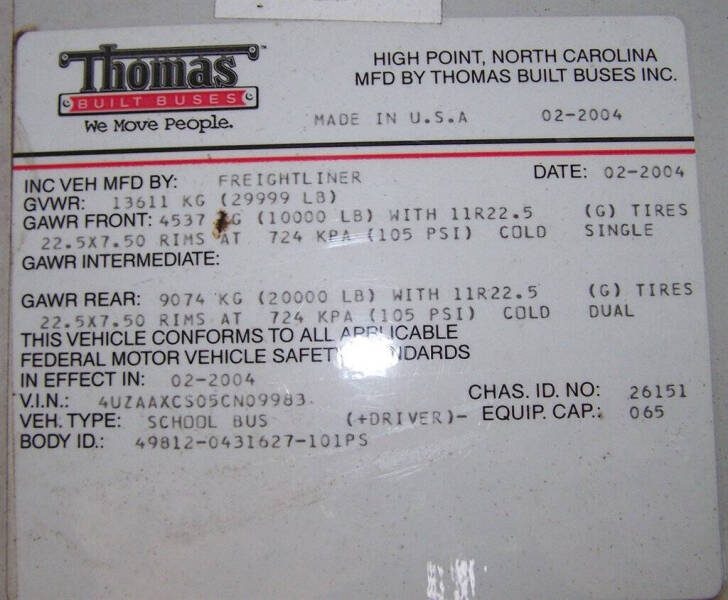 Thomas
BUILT BUSES
We Move People.
HIGH POINT, NORTH CAROLINA
MFD BY THOMAS BUILT BUSES INC.
MADE IN U.S.A 02-2004
INC VEH MFD BY: FREIGHTLINER DATE: 02-2004
GVWR: 13611 KG (29999 LB)
GAWR FRONT: 4537 KG (10000 LB) WITH 11R22.5 (G) TIRES
22.5X7.50 RIMS AT 724 KPA (105 PSI) COLD SINGLE
GAWR INTERMEDIATE:
GAWR REAR: 9074 KG (20000 LB) WITH 11R22.5 (G) TIRES
22.5X7.50 RIMS AT 724 KPA (105 PSI) COLD DUAL
THIS VEHICLE CONFORMS TO ALL APPLICABLE
FEDERAL MOTOR VEHICLE SAFETY STANDARDS
IN EFFECT IN: 02-2004
V.I.N.: 4UZAAXCS05CN09983 CHAS. ID. NO: 26151
VEH. TYPE: SCHOOL BUS (+DRIVER)- EQUIP. CAP.: 065
BODY ID.: 49812-0431627-101PS